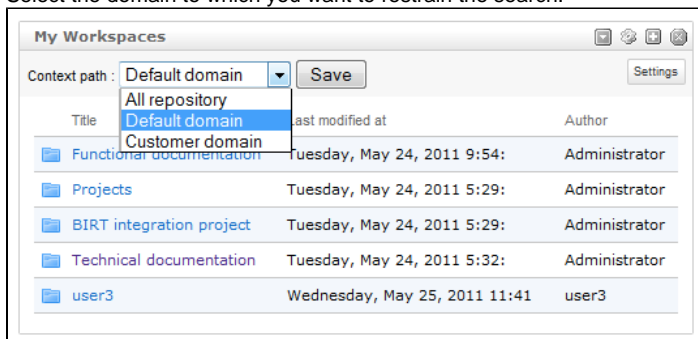 Select the domain to which you want to restrain the search.
My Workspaces
Context path : Default domain Save Settings
All repository
Default domain
Customer domain
Title Last modified at Author
Functional documentation Tuesday, May 24, 2011 9:54: Administrator
Projects Tuesday, May 24, 2011 5:29: Administrator
BIRT integration project Tuesday, May 24, 2011 5:29: Administrator
Technical documentation Tuesday, May 24, 2011 5:32: Administrator
user3 Wednesday, May 25, 2011 11:41 user3